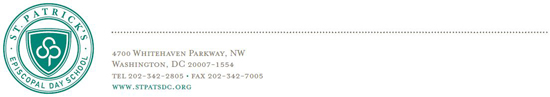 ST. PATRICK'S
EPISCOPAL DAY SCHOOL
4700 Whitehaven Parkway, NW
Washington, DC 20007-1554
TEL 202-342-2805 • FAX 202-342-7005
WWW.STPATSDC.ORG